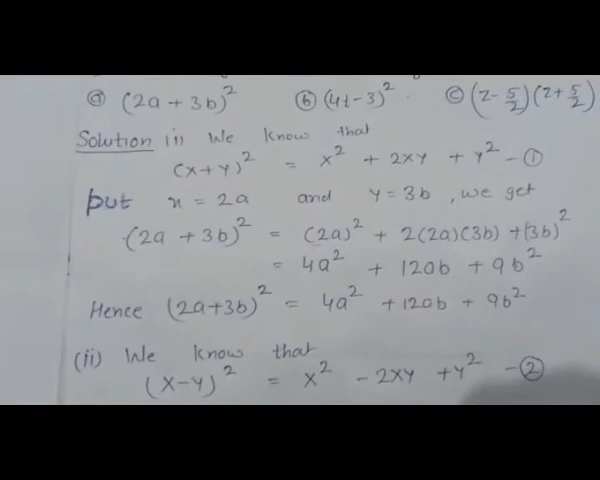 ⓐ (2a + 3b)² ⓑ (4t - 3)² . ⓒ (z - 5/2)(z + 5/2)
Solution (i) We know that
(x + y)² = x² + 2xy + y² - ①
put x = 2a and y = 3b , we get
(2a + 3b)² = (2a)² + 2(2a)(3b) + (3b)²
= 4a² + 12ab + 9b²
Hence (2a+3b)² = 4a² + 12ab + 9b²
(ii) We know that
(x-y)² = x² - 2xy + y² - ②